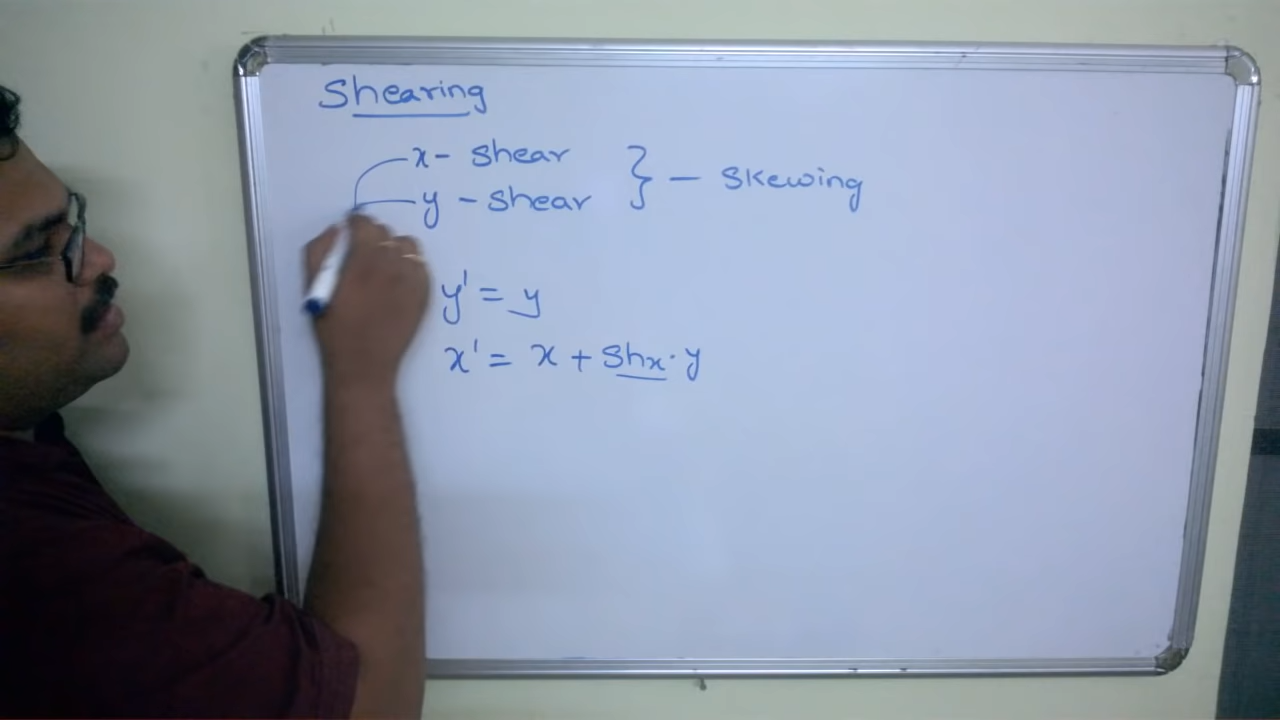 Shearing
x - shear
y - shear } - skewing
y' = y
x' = x + shx · y